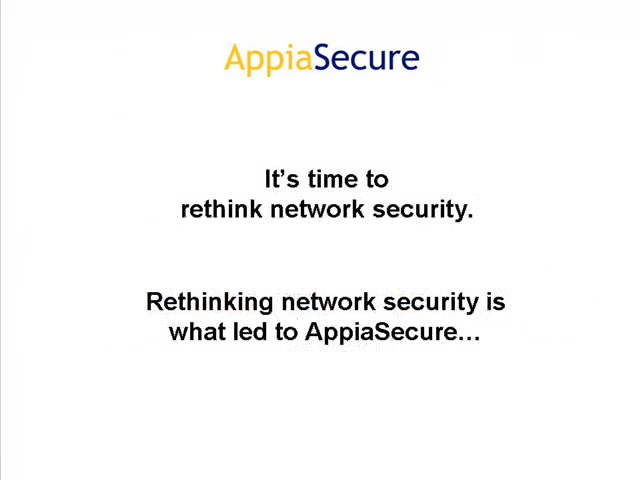 AppiaSecure
It's time to
rethink network security.
Rethinking network security is
what led to AppiaSecure…